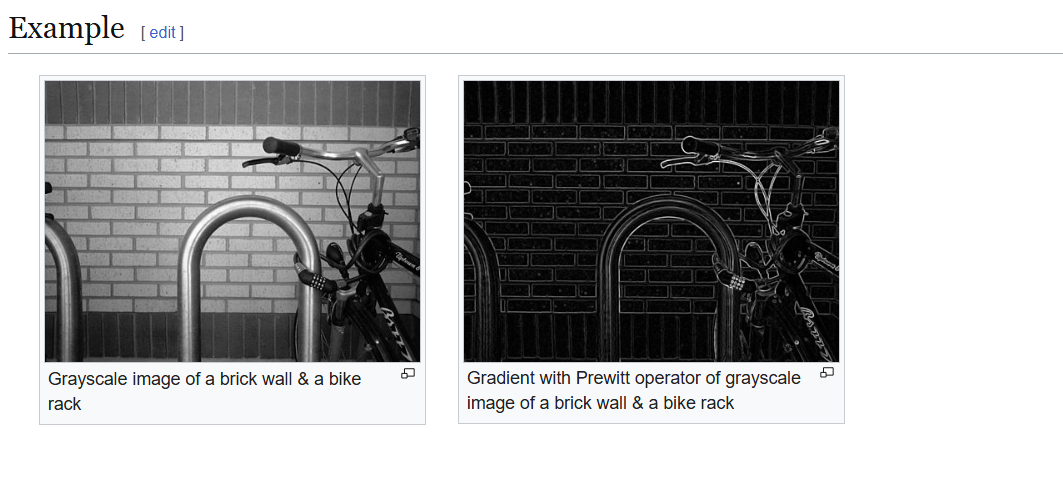 Example [ edit ]
Grayscale image of a brick wall & a bike
rack
Gradient with Prewitt operator of grayscale
image of a brick wall & a bike rack